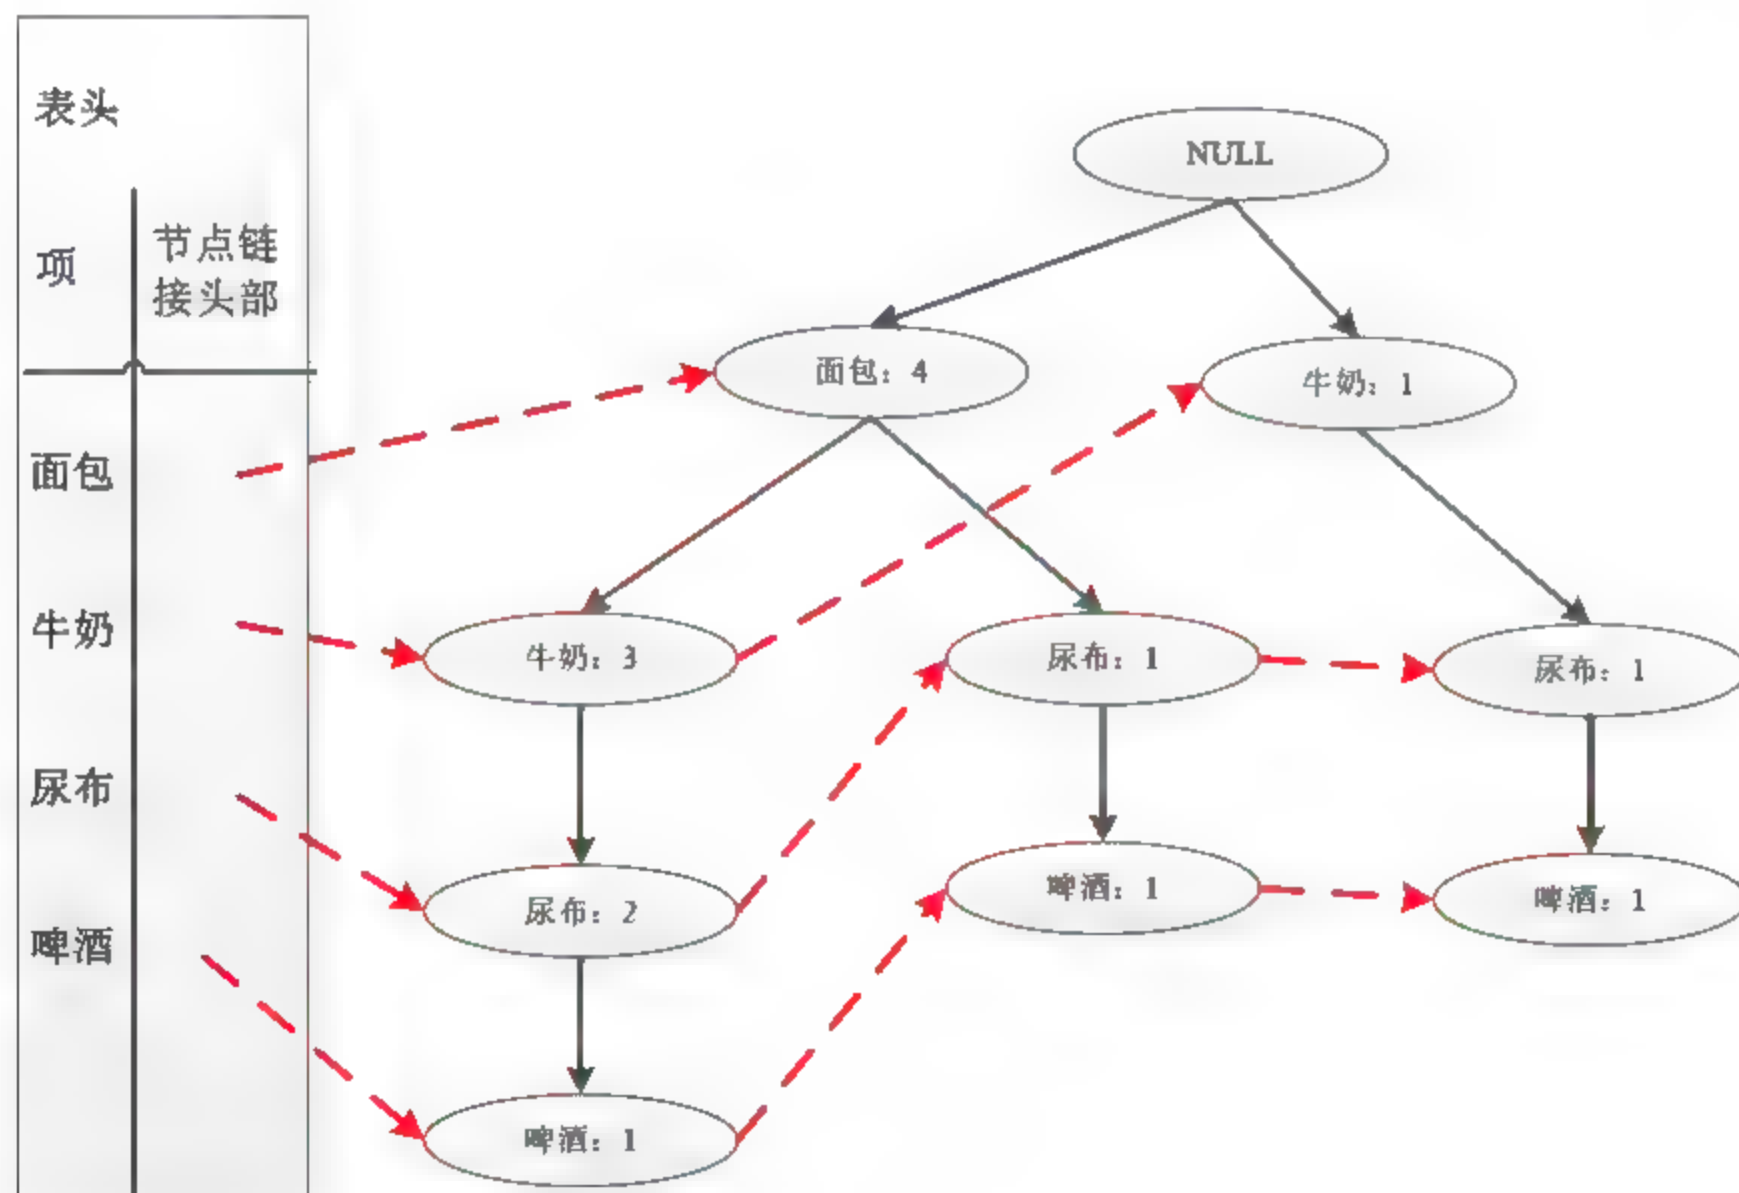 表头
项
节点链
接头部
面包
牛奶
尿布
啤酒
NULL
面包：4
牛奶：1
牛奶：3
尿布：1
尿布：1
尿布：2
啤酒：1
啤酒：1
啤酒：1